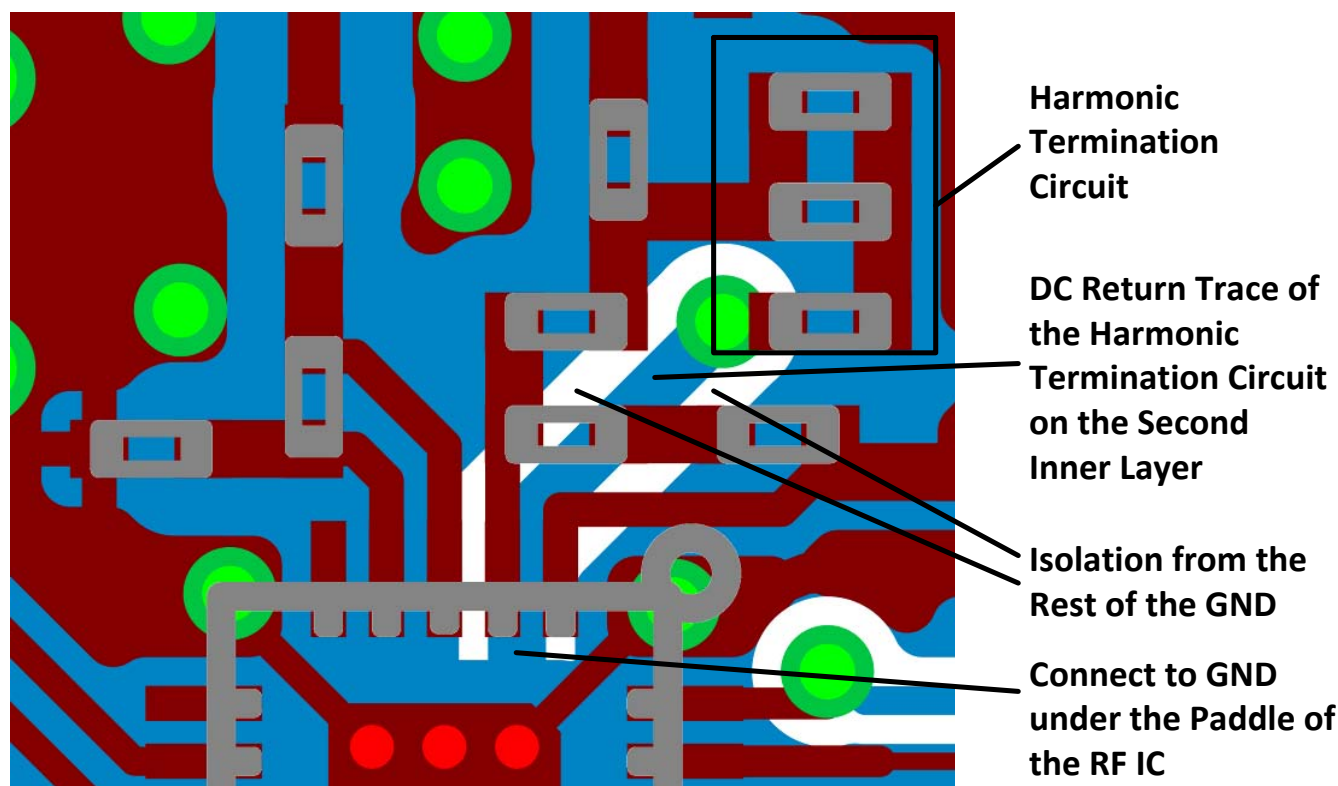 Harmonic
Termination
Circuit
DC Return Trace of
the Harmonic
Termination Circuit
on the Second
Inner Layer
Isolation from the
Rest of the GND
Connect to GND
under the Paddle of
the RF IC